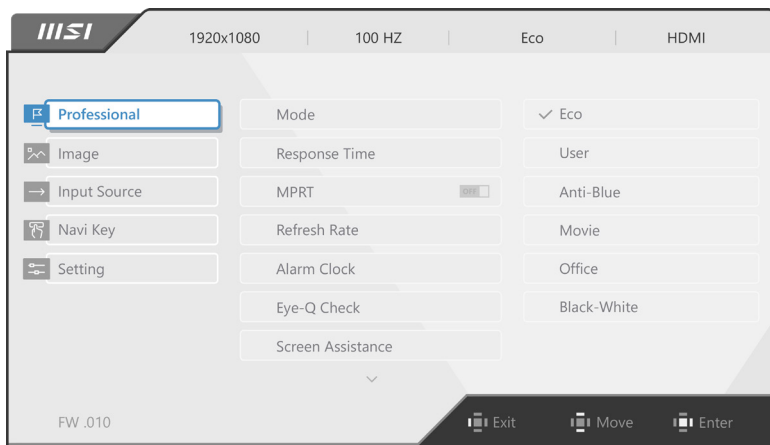 msi
1920x1080 100 HZ Eco HDMI
Professional
Image
Input Source
Navi Key
Setting
Mode
Response Time
MPRT OFF
Refresh Rate
Alarm Clock
Eye-Q Check
Screen Assistance
Eco
User
Anti-Blue
Movie
Office
Black-White
FW .010
Exit Move Enter